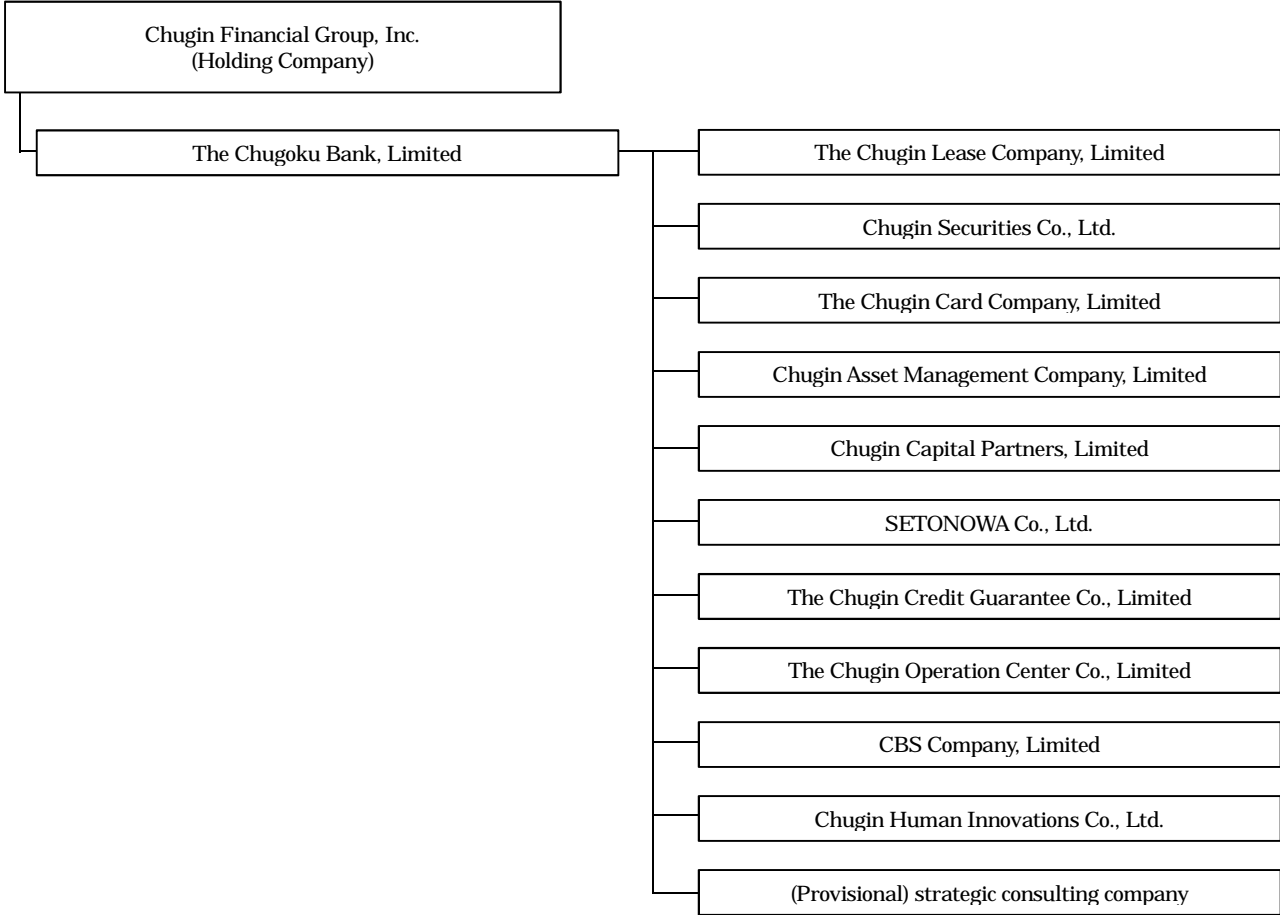 Chugin Financial Group, Inc.
(Holding Company)
The Chugoku Bank, Limited
The Chugin Lease Company, Limited
Chugin Securities Co., Ltd.
The Chugin Card Company, Limited
Chugin Asset Management Company, Limited
Chugin Capital Partners, Limited
SETONOWA Co., Ltd.
The Chugin Credit Guarantee Co., Limited
The Chugin Operation Center Co., Limited
CBS Company, Limited
Chugin Human Innovations Co., Ltd.
(Provisional) strategic consulting company